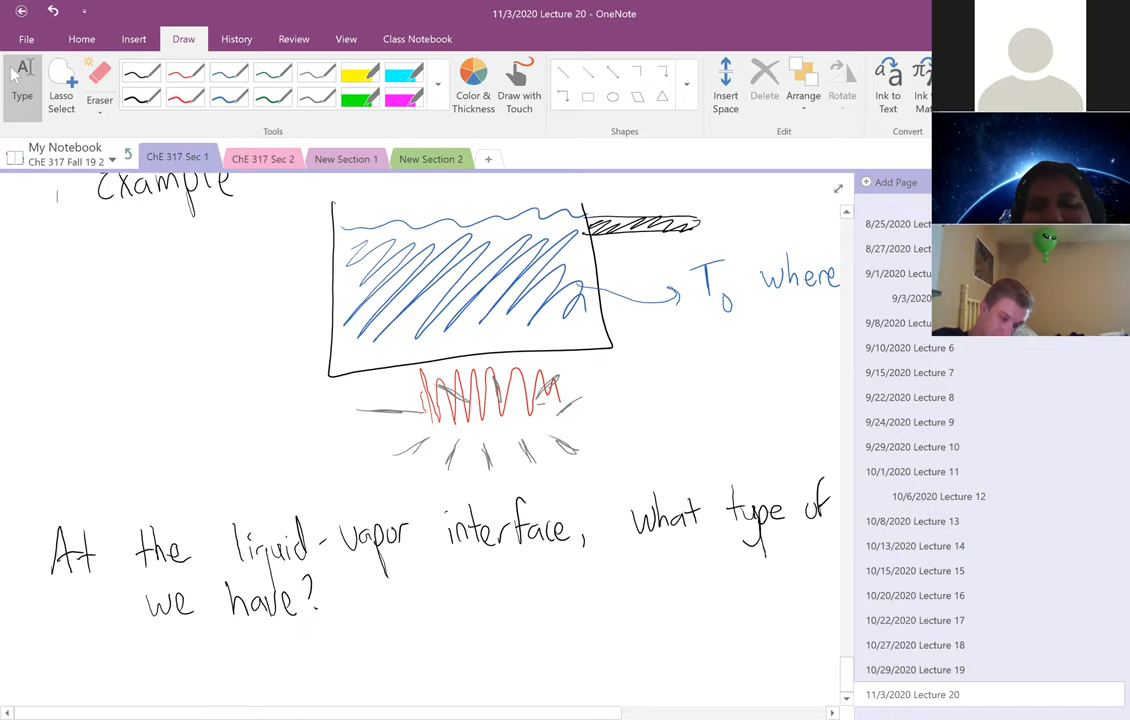 11/3/2020 Lecture 20 - OneNote
File Home Insert Draw History Review View Class Notebook
Type
Lasso Select
Eraser
Color & Thickness
Draw with Touch
Insert Space
Delete
Arrange
Rotate
Ink to Text
Ink to Ma
Tools Shapes Edit Convert
My Notebook
ChE 317 Fall 19 2
ChE 317 Sec 1 ChE 317 Sec 2 New Section 1 New Section 2 +
Add Page
Example
T0 where
At the liquid-vapor interface, what type of
we have?
8/25/2020 Lecture
8/27/2020 Lecture
9/1/2020 Lecture
9/3/2020 Lect
9/8/2020 Lecture
9/10/2020 Lecture 6
9/15/2020 Lecture 7
9/22/2020 Lecture 8
9/24/2020 Lecture 9
9/29/2020 Lecture 10
10/1/2020 Lecture 11
10/6/2020 Lecture 12
10/8/2020 Lecture 13
10/13/2020 Lecture 14
10/15/2020 Lecture 15
10/20/2020 Lecture 16
10/22/2020 Lecture 17
10/27/2020 Lecture 18
10/29/2020 Lecture 19
11/3/2020 Lecture 20